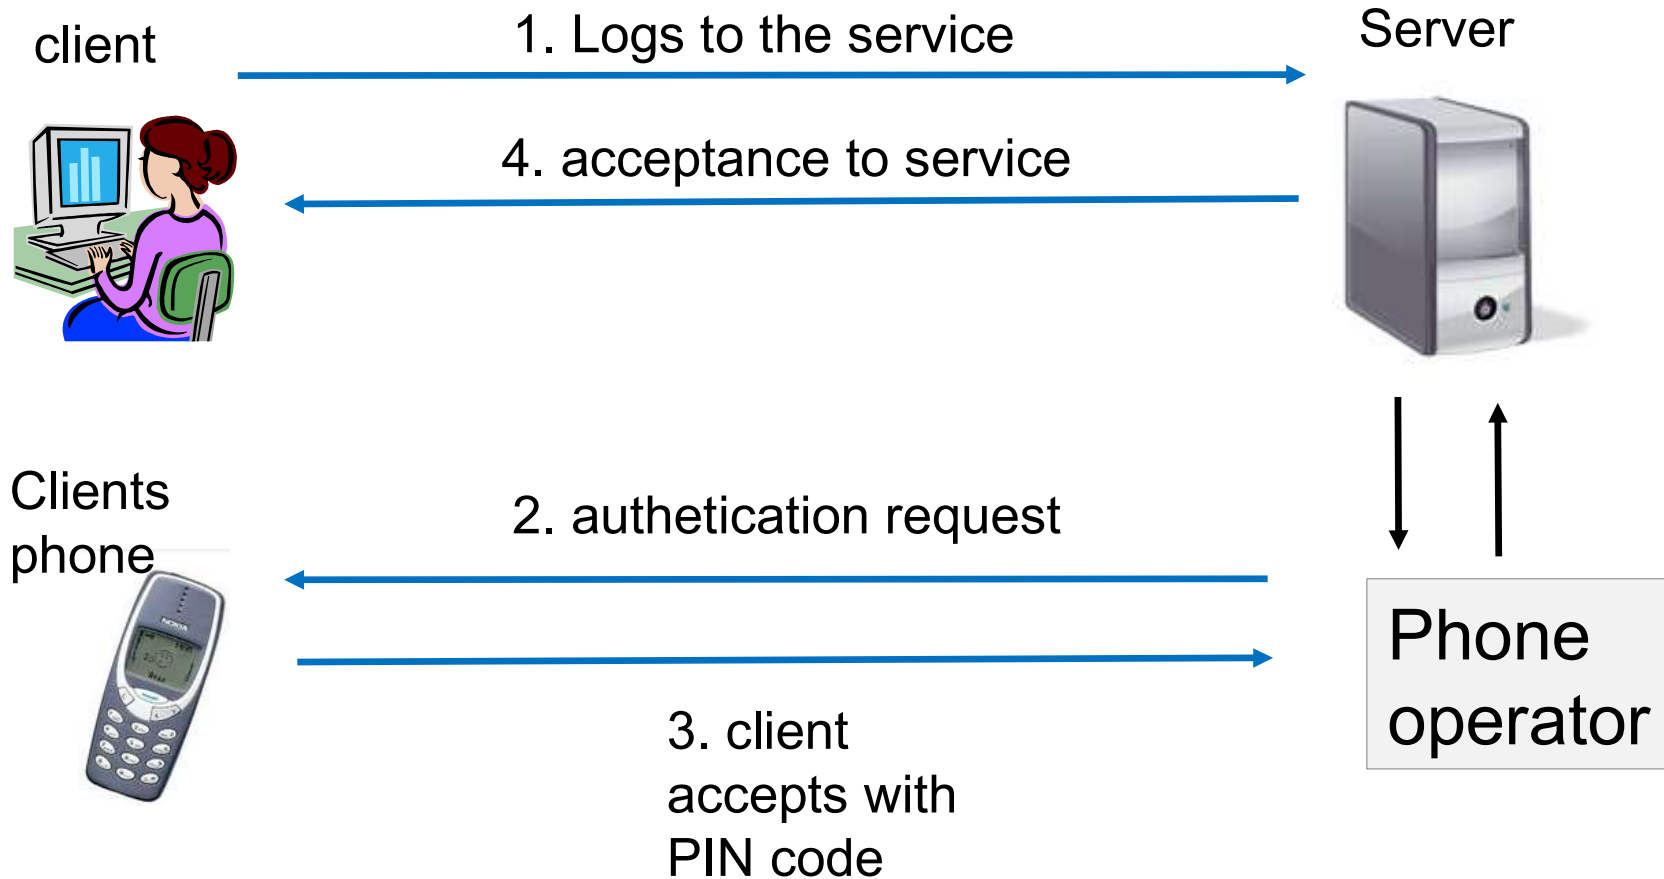 client
1. Logs to the service
Server
4. acceptance to service
Clients
phone
2. authetication request
NOKIA
Phone
operator
3. client
accepts with
PIN code